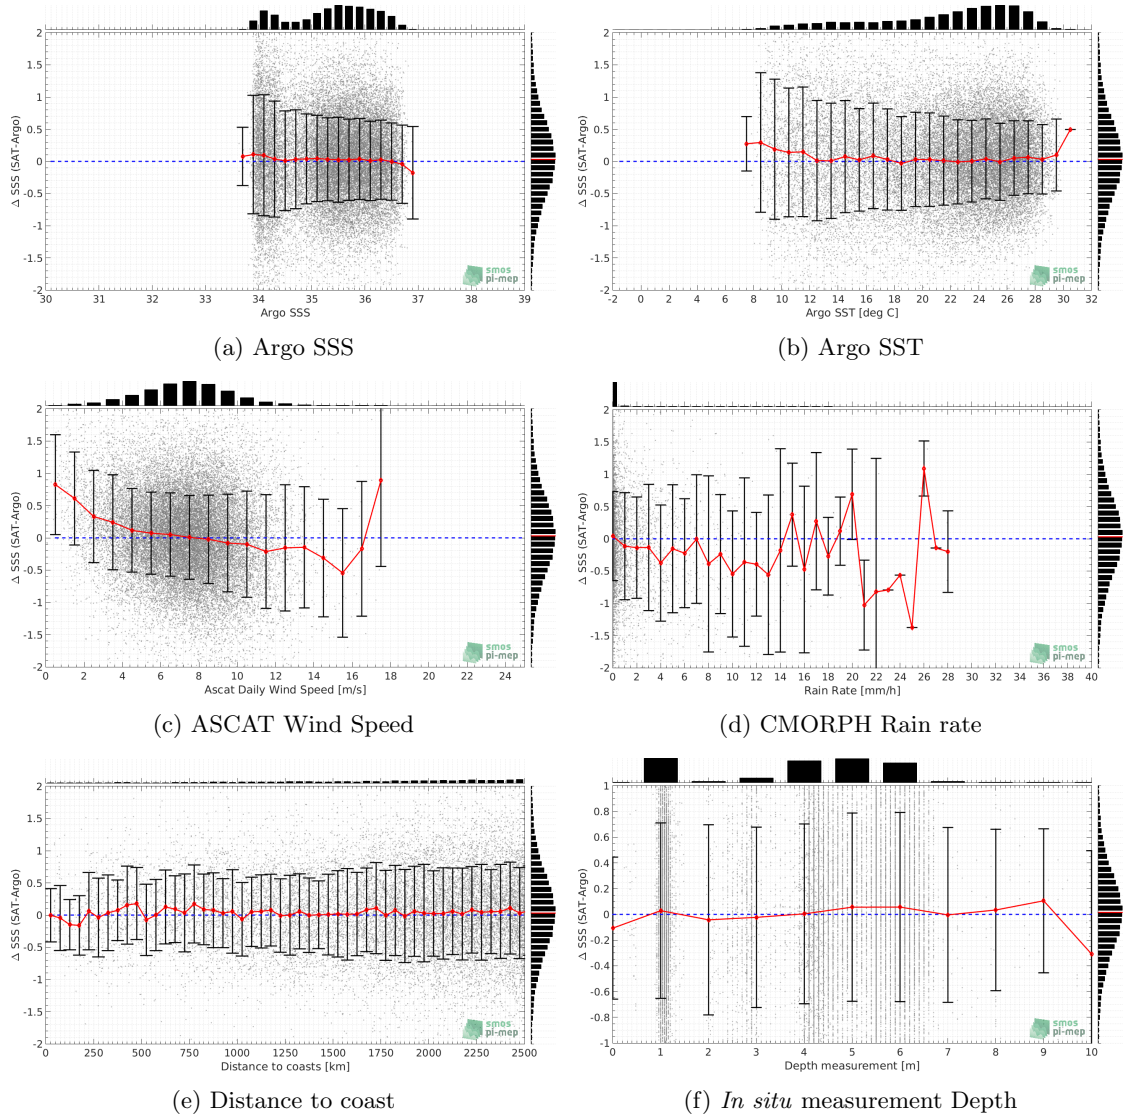 2
1.5
1
0.5
0
-0.5
-1
-1.5
-2
Δ SSS (SAT-Argo)
30 31 32 33 34 35 36 37 38 39
Argo SSS
smos
pi-mep
(a) Argo SSS
2
1.5
1
0.5
0
-0.5
-1
-1.5
-2
Δ SSS (SAT-Argo)
-2 0 2 4 6 8 10 12 14 16 18 20 22 24 26 28 30 32
Argo SST [deg C]
smos
pi-mep
(b) Argo SST
2
1.5
1
0.5
0
-0.5
-1
-1.5
-2
Δ SSS (SAT-Argo)
0 2 4 6 8 10 12 14 16 18 20 22 24
Ascat Daily Wind Speed [m/s]
smos
pi-mep
(c) ASCAT Wind Speed
2
1.5
1
0.5
0
-0.5
-1
-1.5
-2
Δ SSS (SAT-Argo)
0 2 4 6 8 10 12 14 16 18 20 22 24 26 28 30 32 34 36 38 40
Rain Rate [mm/h]
smos
pi-mep
(d) CMORPH Rain rate
2
1.5
1
0.5
0
-0.5
-1
-1.5
-2
Δ SSS (SAT-Argo)
0 250 500 750 1000 1250 1500 1750 2000 2250 2500
Distance to coasts [km]
smos
pi-mep
(e) Distance to coast
1
0.8
0.6
0.4
0.2
0
-0.2
-0.4
-0.6
-0.8
-1
Δ SSS (SAT-Argo)
0 1 2 3 4 5 6 7 8 9 10
Depth measurement [m]
smos
pi-mep
(f) In situ measurement Depth